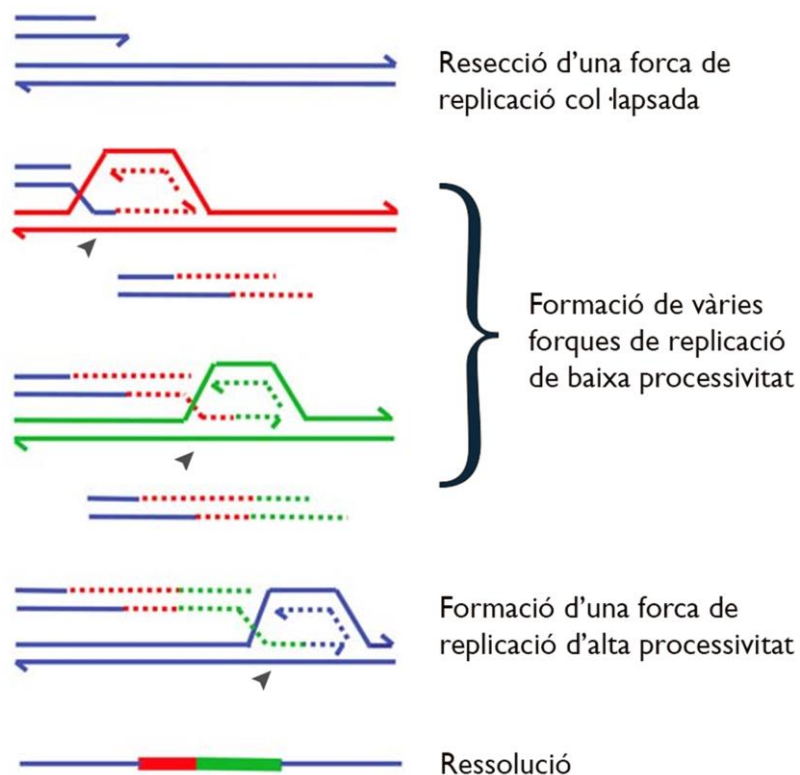 Resecció d'una forca de
replicació col·lapsada
Formació de vàries
forques de replicació
de baixa processivitat
Formació d'una forca de
replicació d'alta processivitat
Ressolució